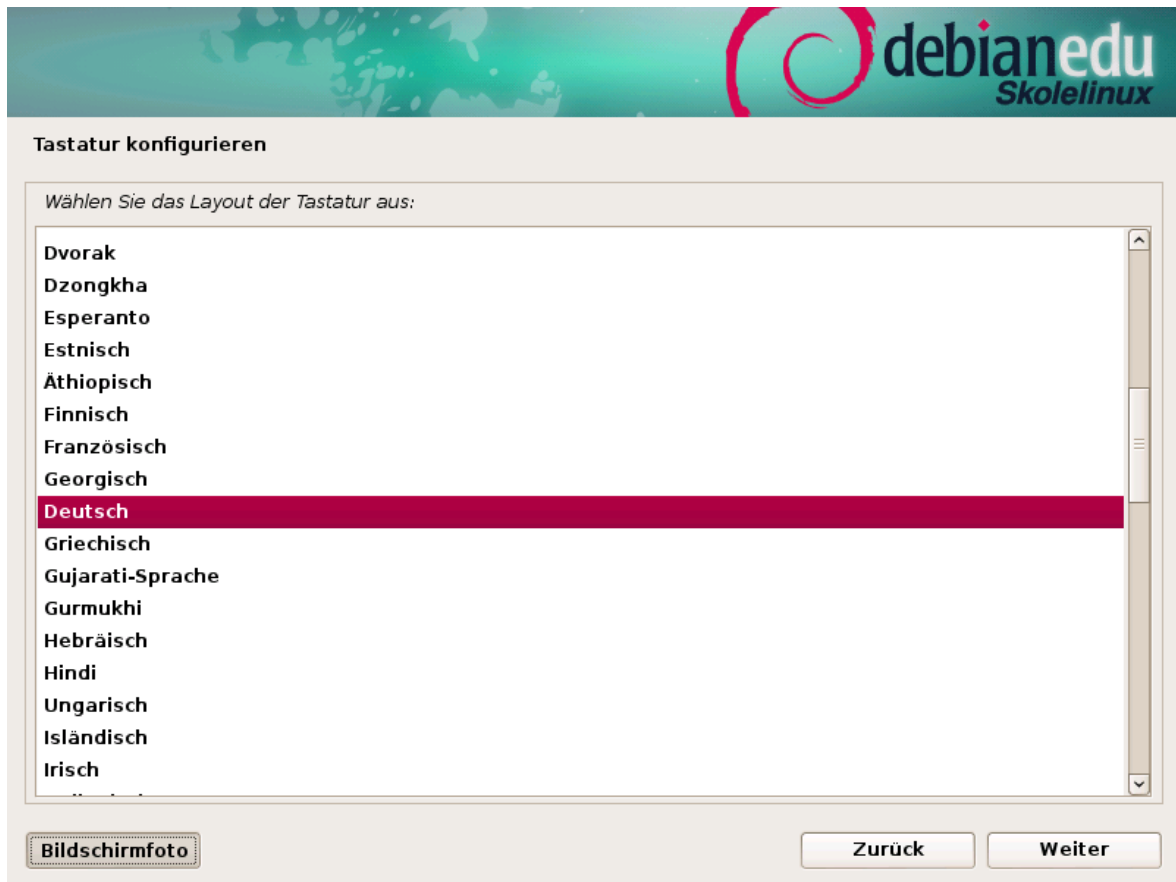 debianedu
Skolelinux
Tastatur konfigurieren
Wählen Sie das Layout der Tastatur aus:
Dvorak
Dzongkha
Esperanto
Estnisch
Äthiopisch
Finnisch
Französisch
Georgisch
Deutsch
Griechisch
Gujarati-Sprache
Gurmukhi
Hebräisch
Hindi
Ungarisch
Isländisch
Irisch
Bildschirmfoto
Zurück
Weiter